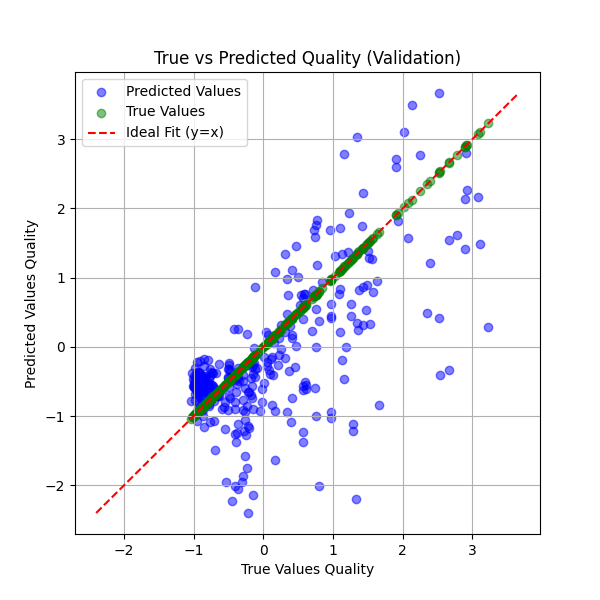 True vs Predicted Quality (Validation)
Predicted Values
True Values
Ideal Fit (y=x)
3
2
1
0
−1
−2
Predicted Values Quality
−2
−1
0
1
2
3
True Values Quality